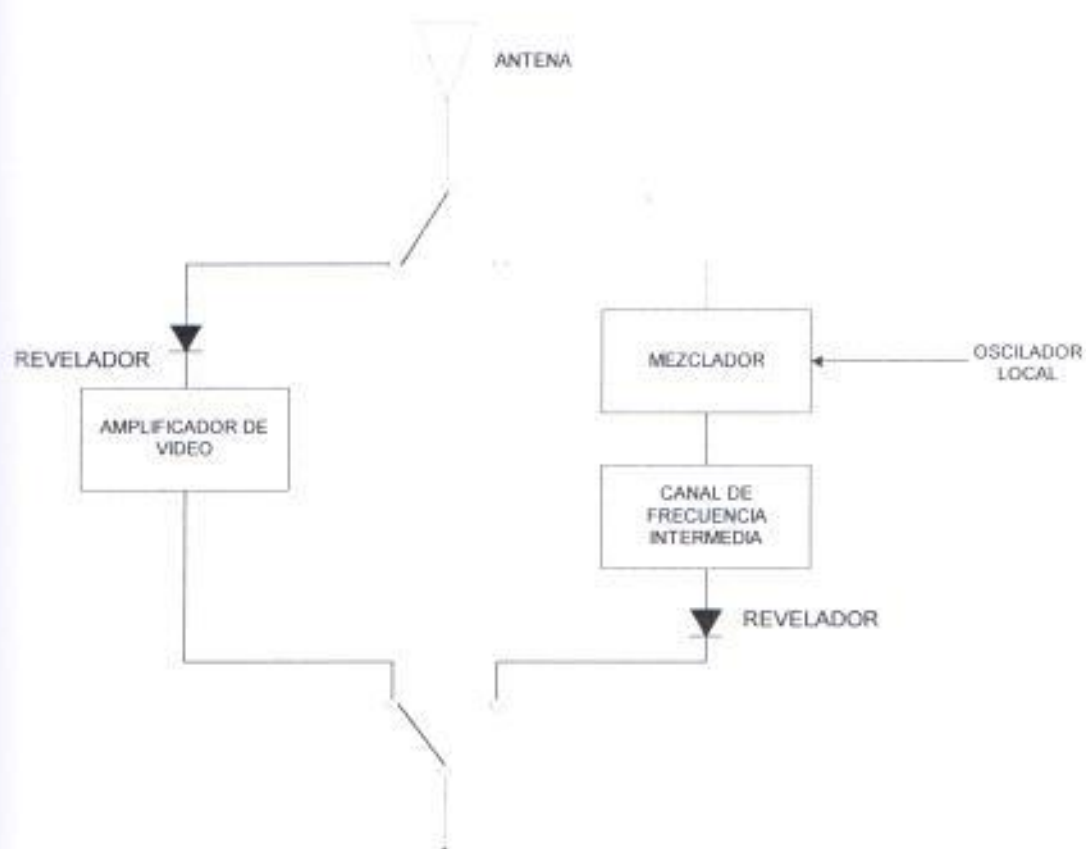 ANTENA
REVELADOR
AMPLIFICADOR DE
VIDEO
MEZCLADOR
OSCILADOR
LOCAL
CANAL DE
FRECUENCIA
INTERMEDIA
REVELADOR